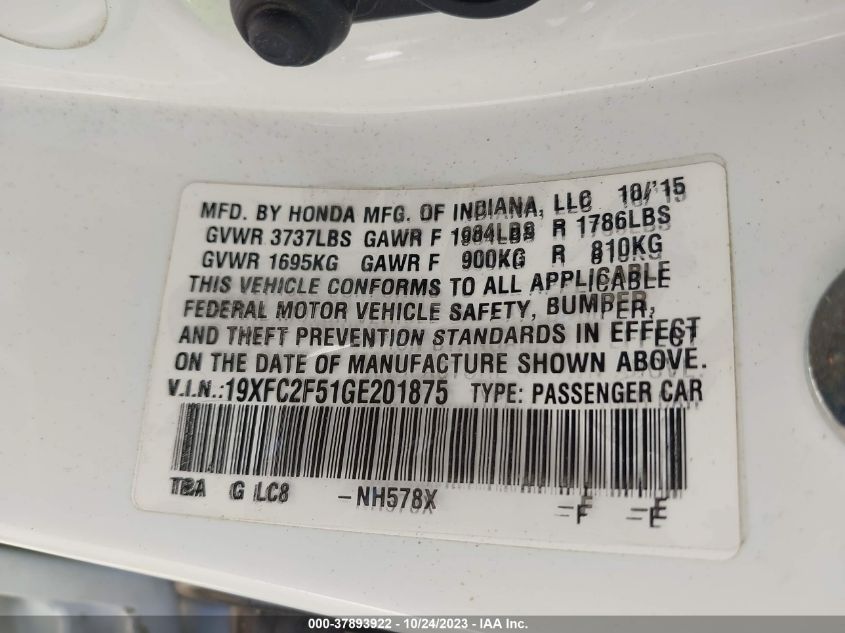 MFD. BY HONDA MFG. OF INDIANA, LLC 10/'15
GVWR 3737LBS GAWR F 1984LBS R 1786LBS
GVWR 1695KG GAWR F 900KG R 810KG
THIS VEHICLE CONFORMS TO ALL APPLICABLE
FEDERAL MOTOR VEHICLE SAFETY, BUMPER,
AND THEFT PREVENTION STANDARDS IN EFFECT
ON THE DATE OF MANUFACTURE SHOWN ABOVE.
V.I.N.:19XFC2F51GE201875 TYPE: PASSENGER CAR
TBA G LC8 -NH578X =F =E
000-37893922 - 10/24/2023 - IAA Inc.